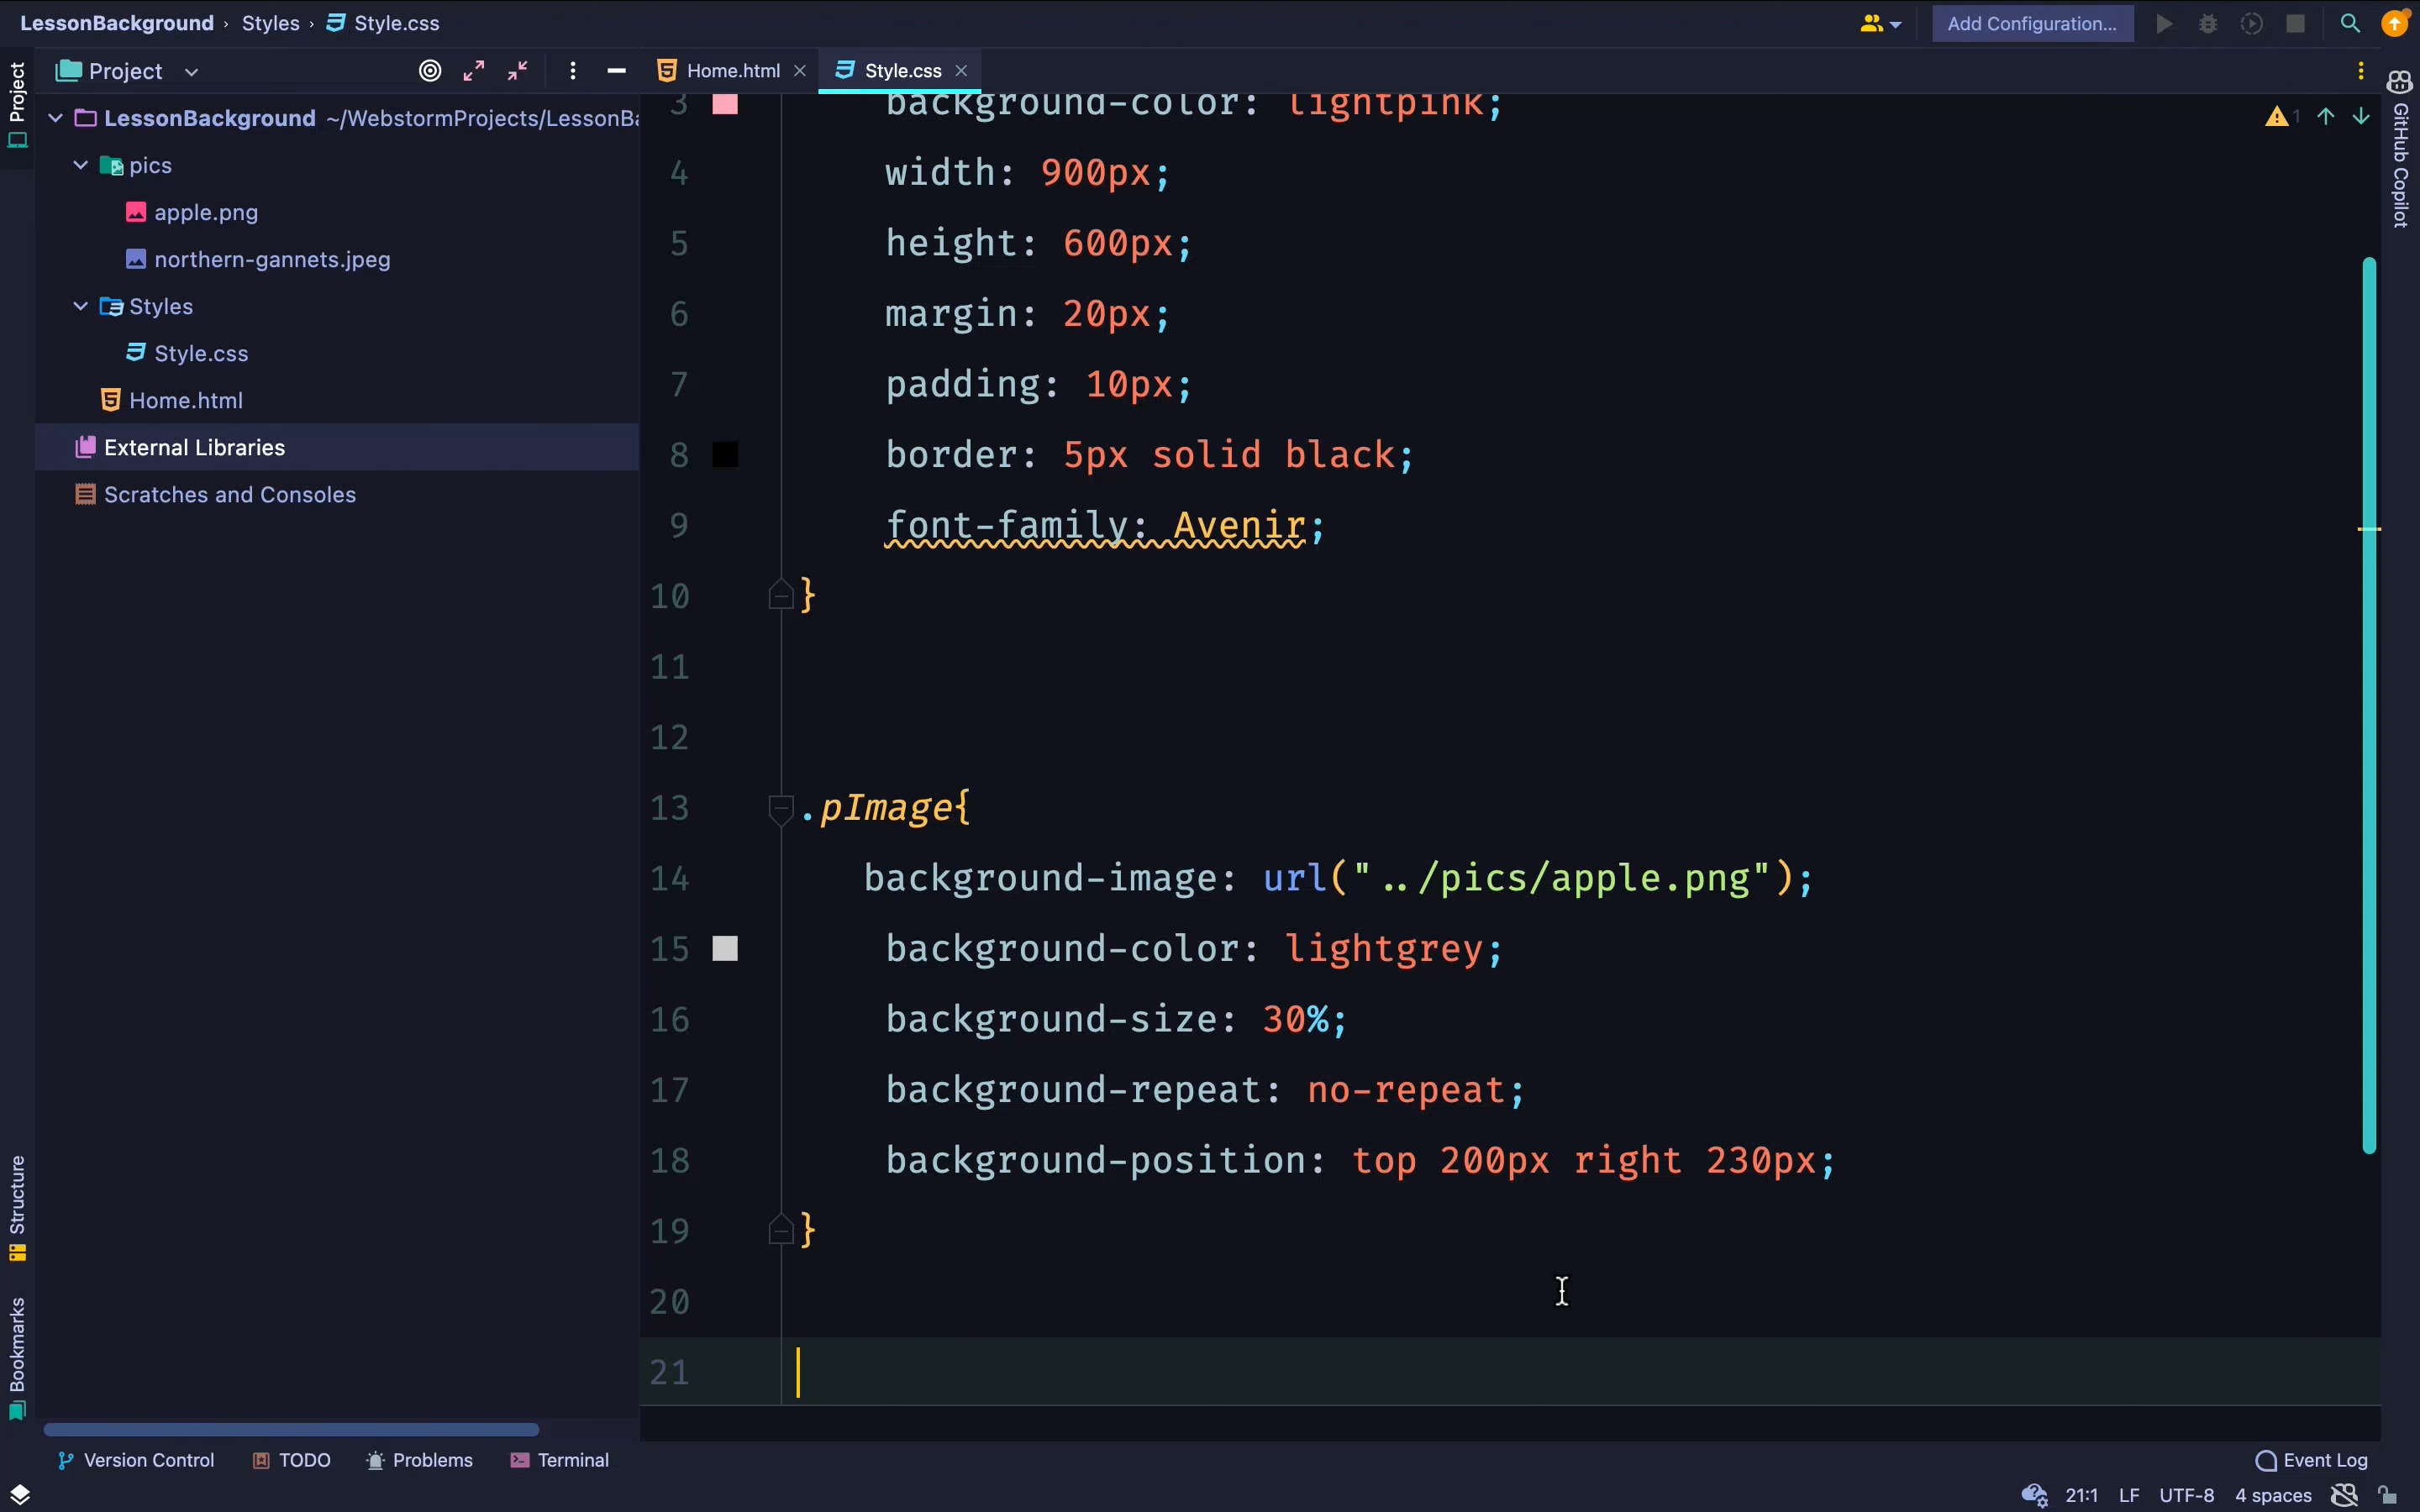 LessonBackground › Styles › Style.css
Add Configuration...
Project
Project
Home.html
Style.css
LessonBackground ~/WebstormProjects/LessonBa
pics
apple.png
northern-gannets.jpeg
Styles
Style.css
Home.html
External Libraries
Scratches and Consoles
3 background-color: lightpink;
4 width: 900px;
5 height: 600px;
6 margin: 20px;
7 padding: 10px;
8 border: 5px solid black;
9 font-family: Avenir;
10 }
11
12
13 .pImage{
14 background-image: url("../pics/apple.png");
15 background-color: lightgrey;
16 background-size: 30%;
17 background-repeat: no-repeat;
18 background-position: top 200px right 230px;
19 }
20
21
1
GitHub Copilot
Structure
Bookmarks
Version Control TODO Problems Terminal Event Log
21:1 LF UTF-8 4 spaces